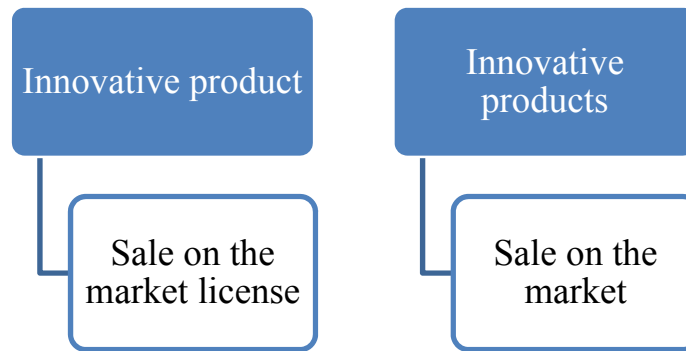 Innovative product
Sale on the
market license
Innovative
products
Sale on the
market